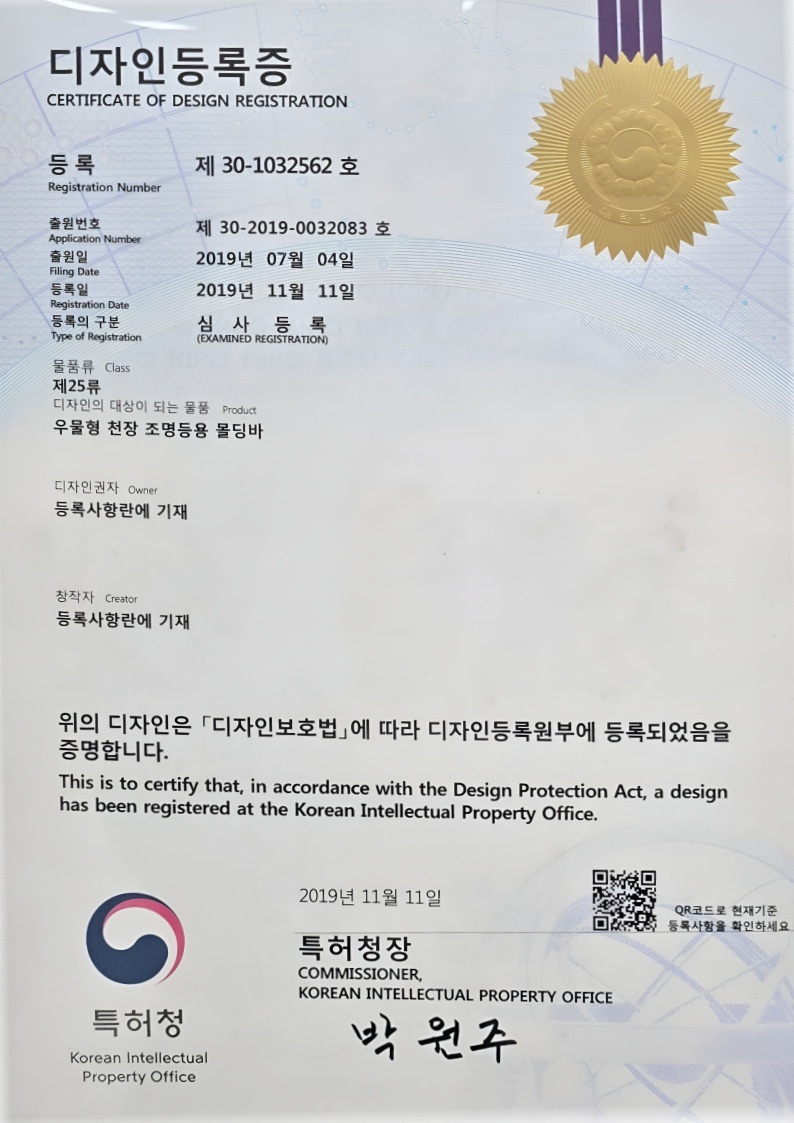 디자인등록증
CERTIFICATE OF DESIGN REGISTRATION
등 록 제 30-1032562 호
Registration Number
출원번호 제 30-2019-0032083 호
Application Number
출원일 2019년 07월 04일
Filing Date
등록일 2019년 11월 11일
Registration Date
등록의 구분 심 사 등 록
Type of Registration (EXAMINED REGISTRATION)
물품류 Class
제25류
디자인의 대상이 되는 물품 Product
우물형 천장 조명등용 몰딩바
디자인권자 Owner
등록사항란에 기재
창작자 Creator
등록사항란에 기재
위의 디자인은 「디자인보호법」에 따라 디자인등록원부에 등록되었음을
증명합니다.
This is to certify that, in accordance with the Design Protection Act, a design
has been registered at the Korean Intellectual Property Office.
2019년 11월 11일
QR코드로 현재기준
등록사항을 확인하세요
특허청장
COMMISSIONER,
KOREAN INTELLECTUAL PROPERTY OFFICE
박원주
특허청
Korean Intellectual
Property Office